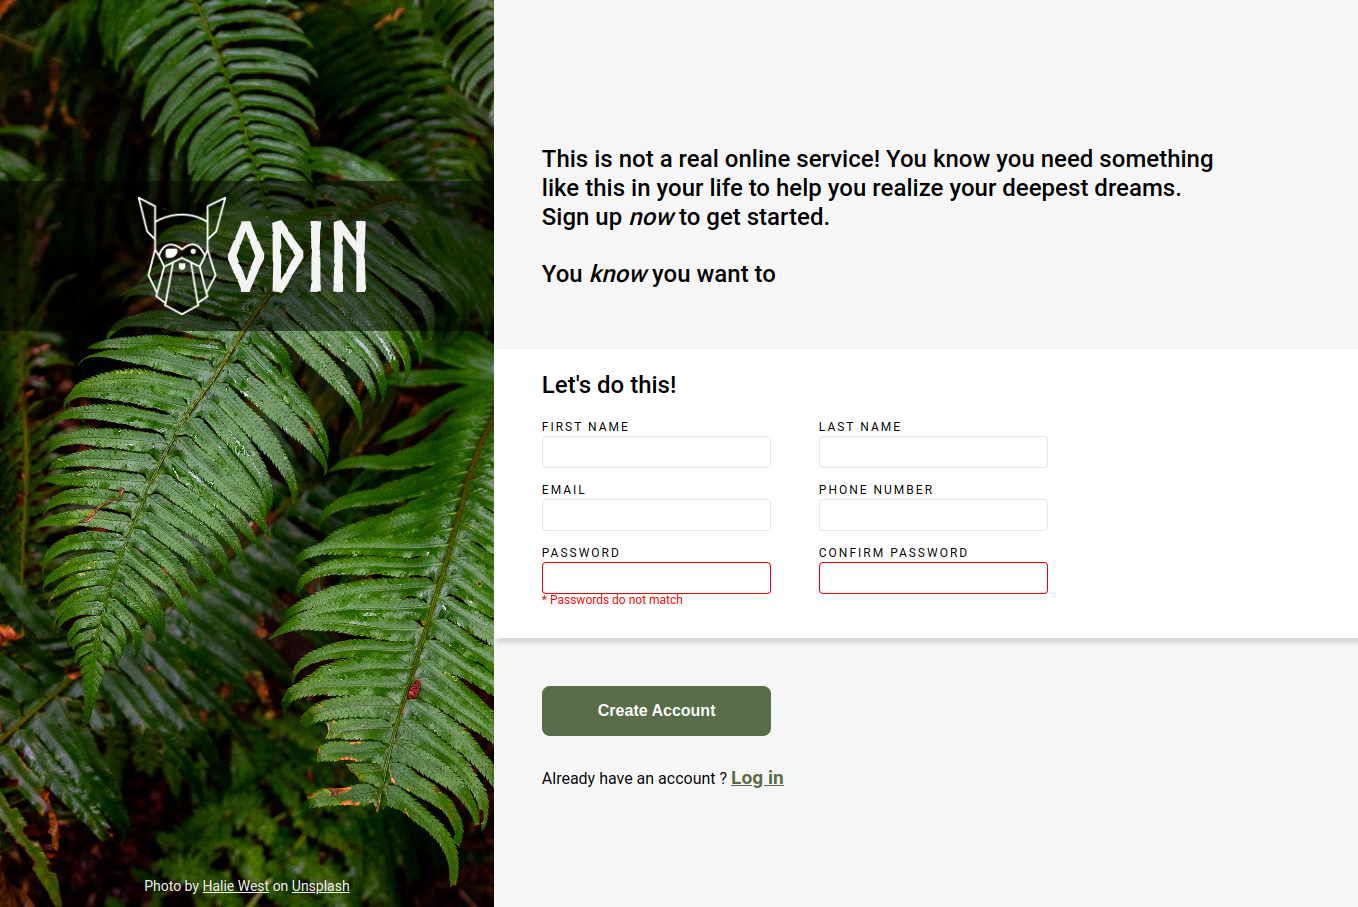 ODIN
Photo by Halie West on Unsplash
This is not a real online service! You know you need something
like this in your life to help you realize your deepest dreams.
Sign up now to get started.
You know you want to
Let's do this!
FIRST NAME
LAST NAME
EMAIL
PHONE NUMBER
PASSWORD
CONFIRM PASSWORD
* Passwords do not match
Create Account
Already have an account ? Log in